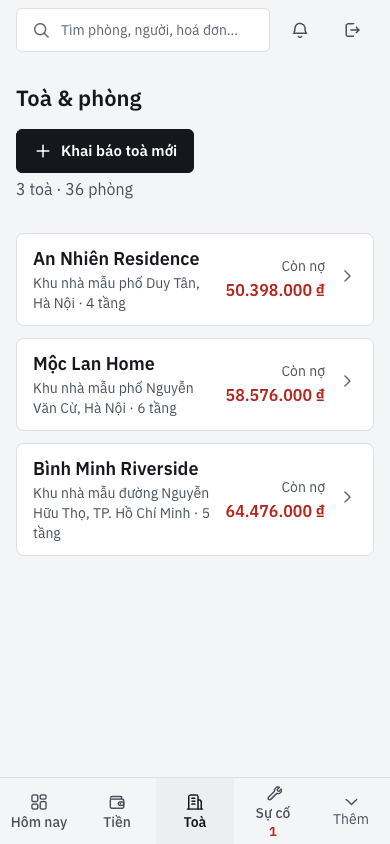 Tìm phòng, người, hoá đơn...
Toà & phòng
Khai báo toà mới
3 toà · 36 phòng
An Nhiên Residence
Khu nhà mẫu phố Duy Tân,
Hà Nội · 4 tầng
Còn nợ
50.398.000 ₫
Mộc Lan Home
Khu nhà mẫu phố Nguyễn
Văn Cừ, Hà Nội · 6 tầng
Còn nợ
58.576.000 ₫
Bình Minh Riverside
Khu nhà mẫu đường Nguyễn
Hữu Thọ, TP. Hồ Chí Minh · 5
tầng
Còn nợ
64.476.000 ₫
Hôm nay
Tiền
Toà
Sự cố
1
Thêm